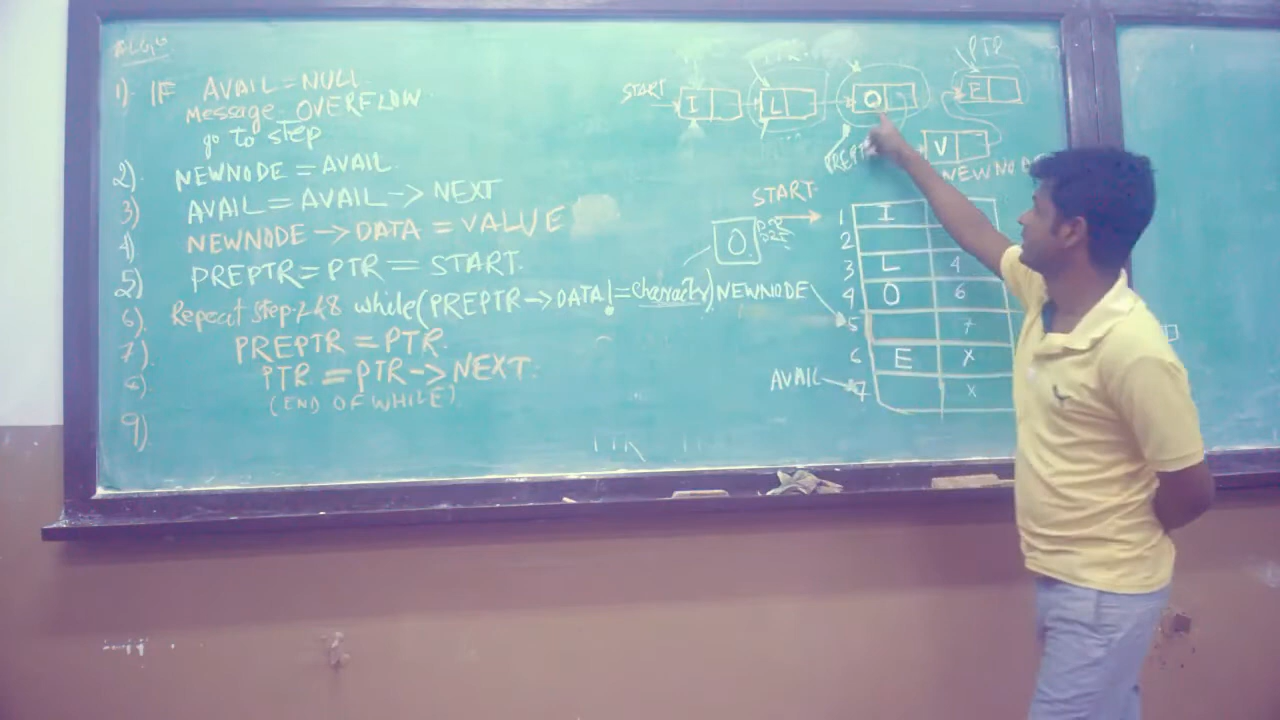 ALGO
1) IF AVAIL = NULL
Message OVERFLOW
go to step
2) NEWNODE = AVAIL
3) AVAIL = AVAIL -> NEXT
4) NEWNODE -> DATA = VALUE
5) PREPTR = PTR = START
6) Repeat step 7 & 8 while (PREPTR -> DATA != character)
7) PREPTR = PTR
8) PTR = PTR -> NEXT
(END OF WHILE)
9)
START I L O E PTR
V
NEWNODE
START
O
1 I
2
3 L 4
4 O 6
NEWNODE 5 7
6 E X
AVAIL 7 X